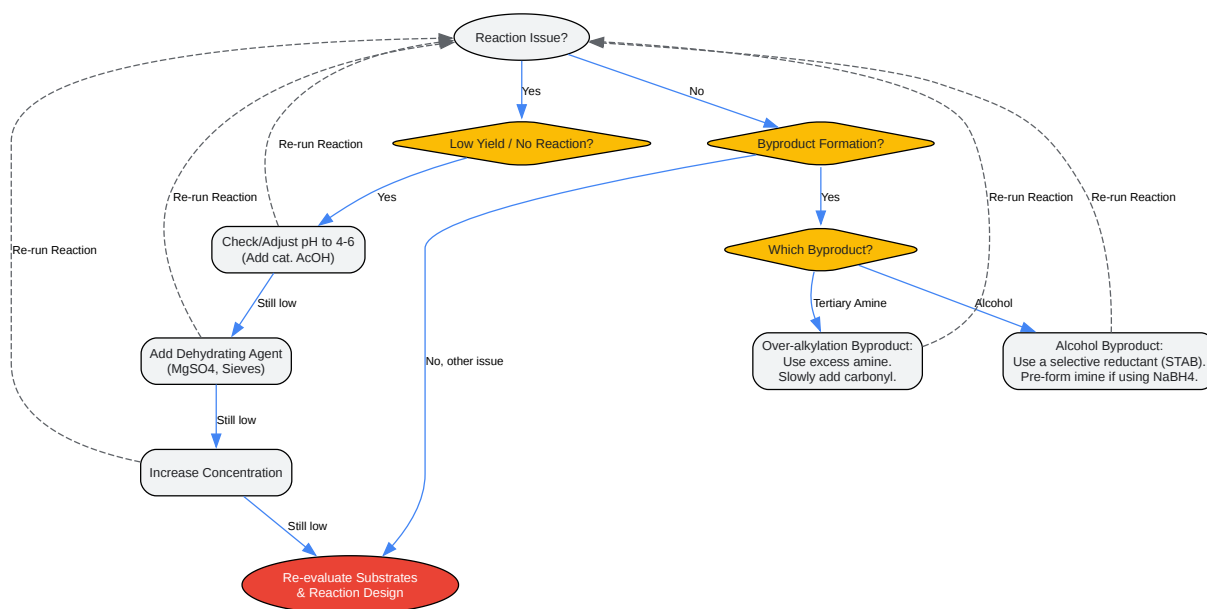 Reaction Issue?
Yes
No
Low Yield / No Reaction?
Byproduct Formation?
Re-run Reaction
Re-run Reaction
Re-run Reaction
Re-run Reaction
Yes
Yes
Re-run Reaction
Check/Adjust pH to 4-6
(Add cat. AcOH)
Which Byproduct?
Still low
Tertiary Amine
Alcohol
Add Dehydrating Agent
(MgSO4, Sieves)
No, other issue
Over-alkylation Byproduct:
Use excess amine.
Slowly add carbonyl.
Alcohol Byproduct:
Use a selective reductant (STAB).
Pre-form imine if using NaBH4.
Still low
Increase Concentration
Still low
Re-evaluate Substrates
& Reaction Design